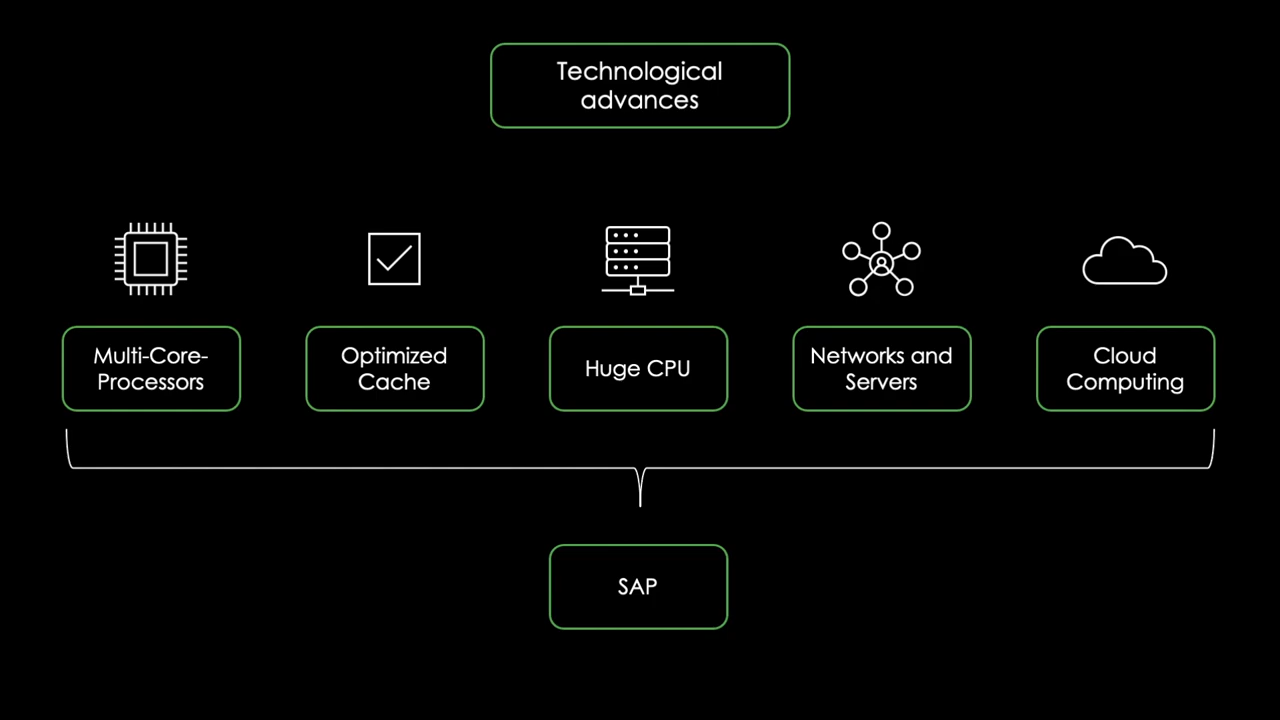 Technological
advances
Multi-Core-
Processors
Optimized
Cache
Huge CPU
Networks and
Servers
Cloud
Computing
SAP